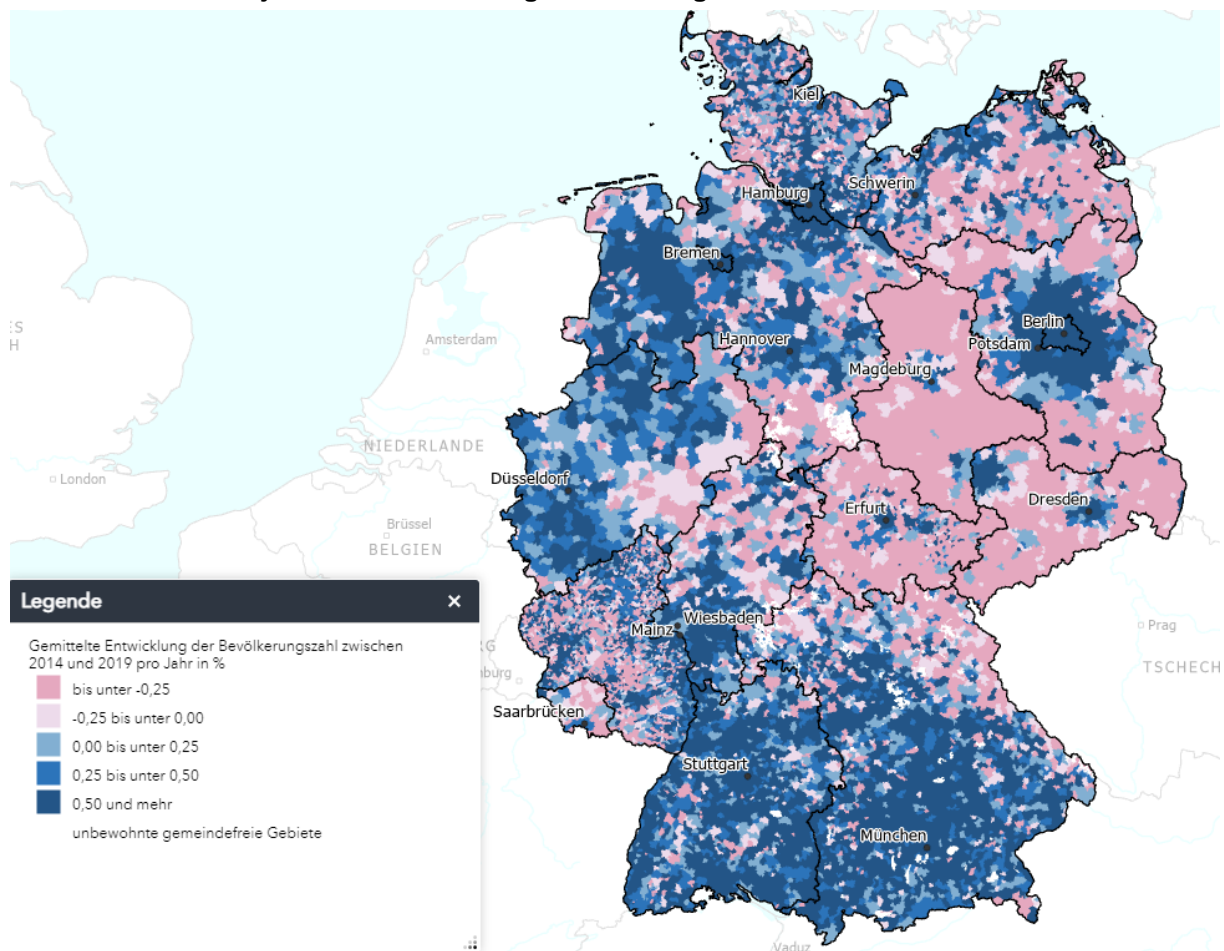 Kiel
Hamburg
Schwerin
Bremen
Amsterdam
Hannover
Berlin
Potsdam
Magdeburg
NIEDERLANDE
London
Düsseldorf
Dresden
Erfurt
Brüssel
BELGIEN
Legende ×
Wiesbaden
Mainz
Prag
TSCHECH
Gemittelte Entwicklung der Bevölkerungszahl zwischen
2014 und 2019 pro Jahr in %
bis unter -0,25
-0,25 bis unter 0,00
0,00 bis unter 0,25
0,25 bis unter 0,50
0,50 und mehr
unbewohnte gemeindefreie Gebiete
Saarbrücken
Stuttgart
München
Vaduz